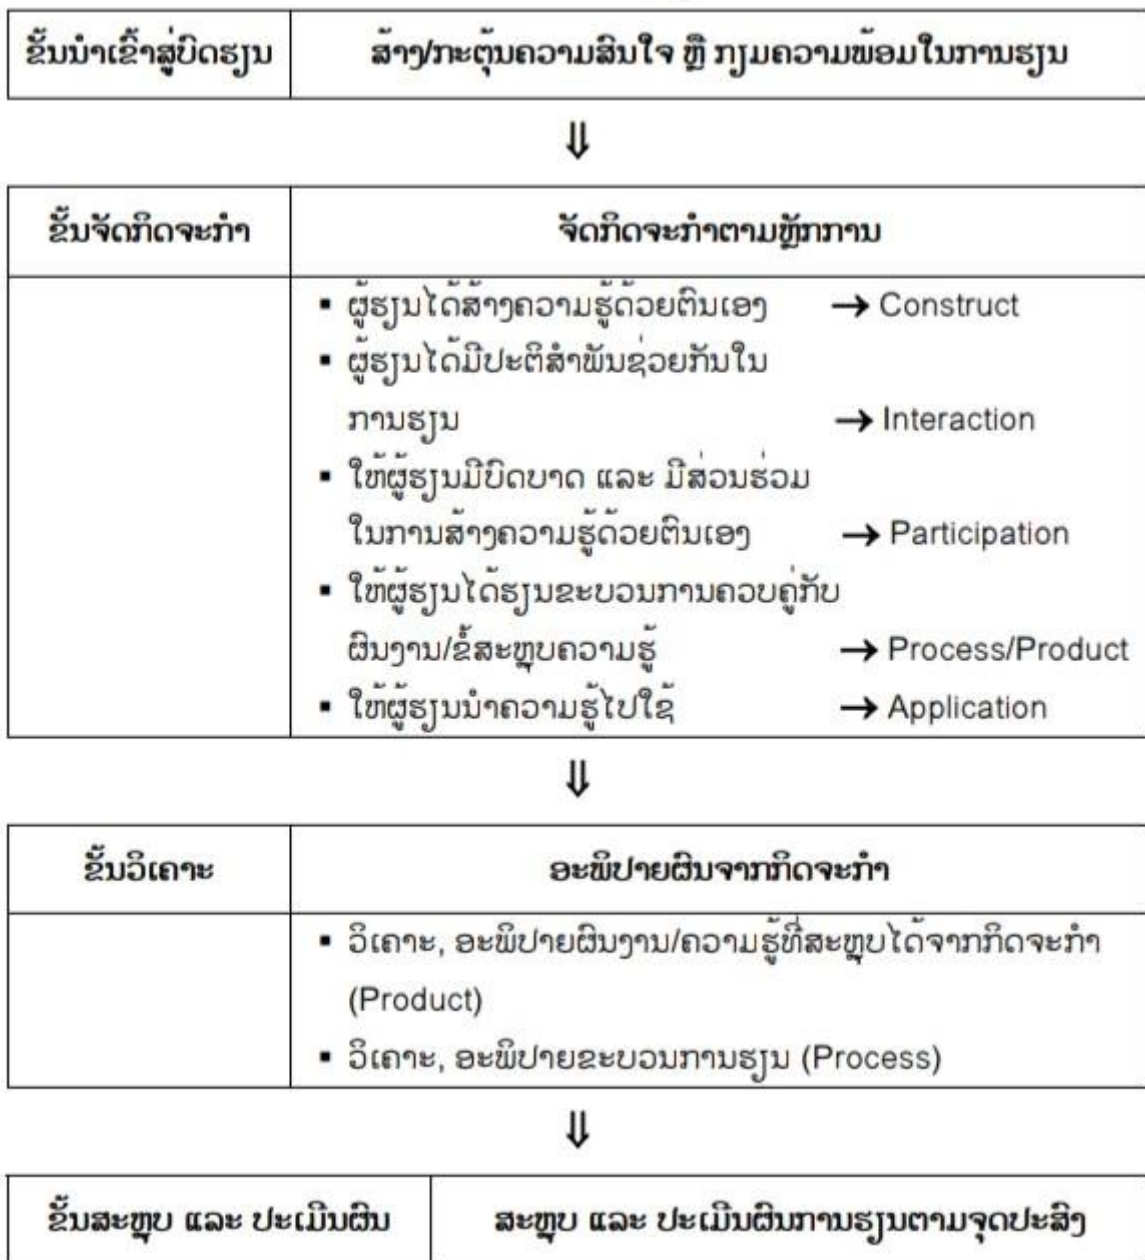 ຂັ້ນນຳເຂົ້າສູ່ບົດຮຽນ ສ້າງ/ກະຕຸ້ນຄວາມສົນໃຈ ຫຼື ກຽມຄວາມພ້ອມໃນການຮຽນ
⇓
ຂັ້ນຈັດກິດຈະກຳ ຈັດກິດຈະກຳຕາມຫຼັກການ
▪ ຜູ້ຮຽນໄດ້ສ້າງຄວາມຮູ້ດ້ວຍຕົນເອງ → Construct
▪ ຜູ້ຮຽນໄດ້ມີປະຕິສຳພັນຊ່ວຍກັນໃນ
ການຮຽນ → Interaction
▪ ໃຫ້ຜູ້ຮຽນມີບົດບາດ ແລະ ມີສ່ວນຮ່ວມ
ໃນການສ້າງຄວາມຮູ້ດ້ວຍຕົນເອງ → Participation
▪ ໃຫ້ຜູ້ຮຽນໄດ້ຮຽນຂະບວນການຄວບຄູ່ກັບ
ຜົນງານ/ຂໍ້ສະຫຼຸບຄວາມຮູ້ → Process/Product
▪ ໃຫ້ຜູ້ຮຽນນຳຄວາມຮູ້ໄປໃຊ້ → Application
⇓
ຂັ້ນວິເຄາະ ອະພິປາຍຜົນຈາກກິດຈະກຳ
▪ ວິເຄາະ, ອະພິປາຍຜົນງານ/ຄວາມຮູ້ທີ່ສະຫຼຸບໄດ້ຈາກກິດຈະກຳ
(Product)
▪ ວິເຄາະ, ອະພິປາຍຂະບວນການຮຽນ (Process)
⇓
ຂັ້ນສະຫຼຸບ ແລະ ປະເມີນຜົນ ສະຫຼຸບ ແລະ ປະເມີນຜົນການຮຽນຕາມຈຸດປະສົງ